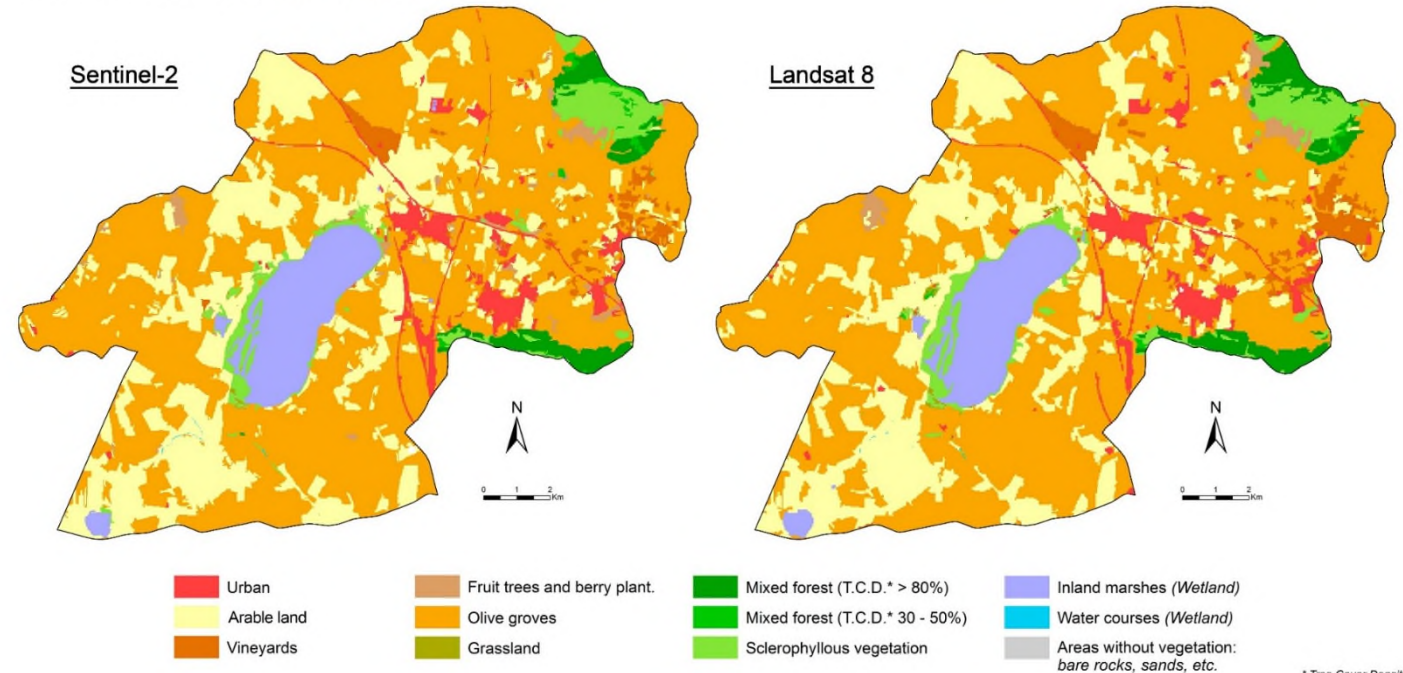 Sentinel-2
Landsat 8
N
N
0 1 2
Km
0 1 2
Km
Urban
Fruit trees and berry plant.
Mixed forest (T.C.D.* > 80%)
Inland marshes (Wetland)
Arable land
Olive groves
Mixed forest (T.C.D.* 30 - 50%)
Water courses (Wetland)
Vineyards
Grassland
Sclerophyllous vegetation
Areas without vegetation:
bare rocks, sands, etc.